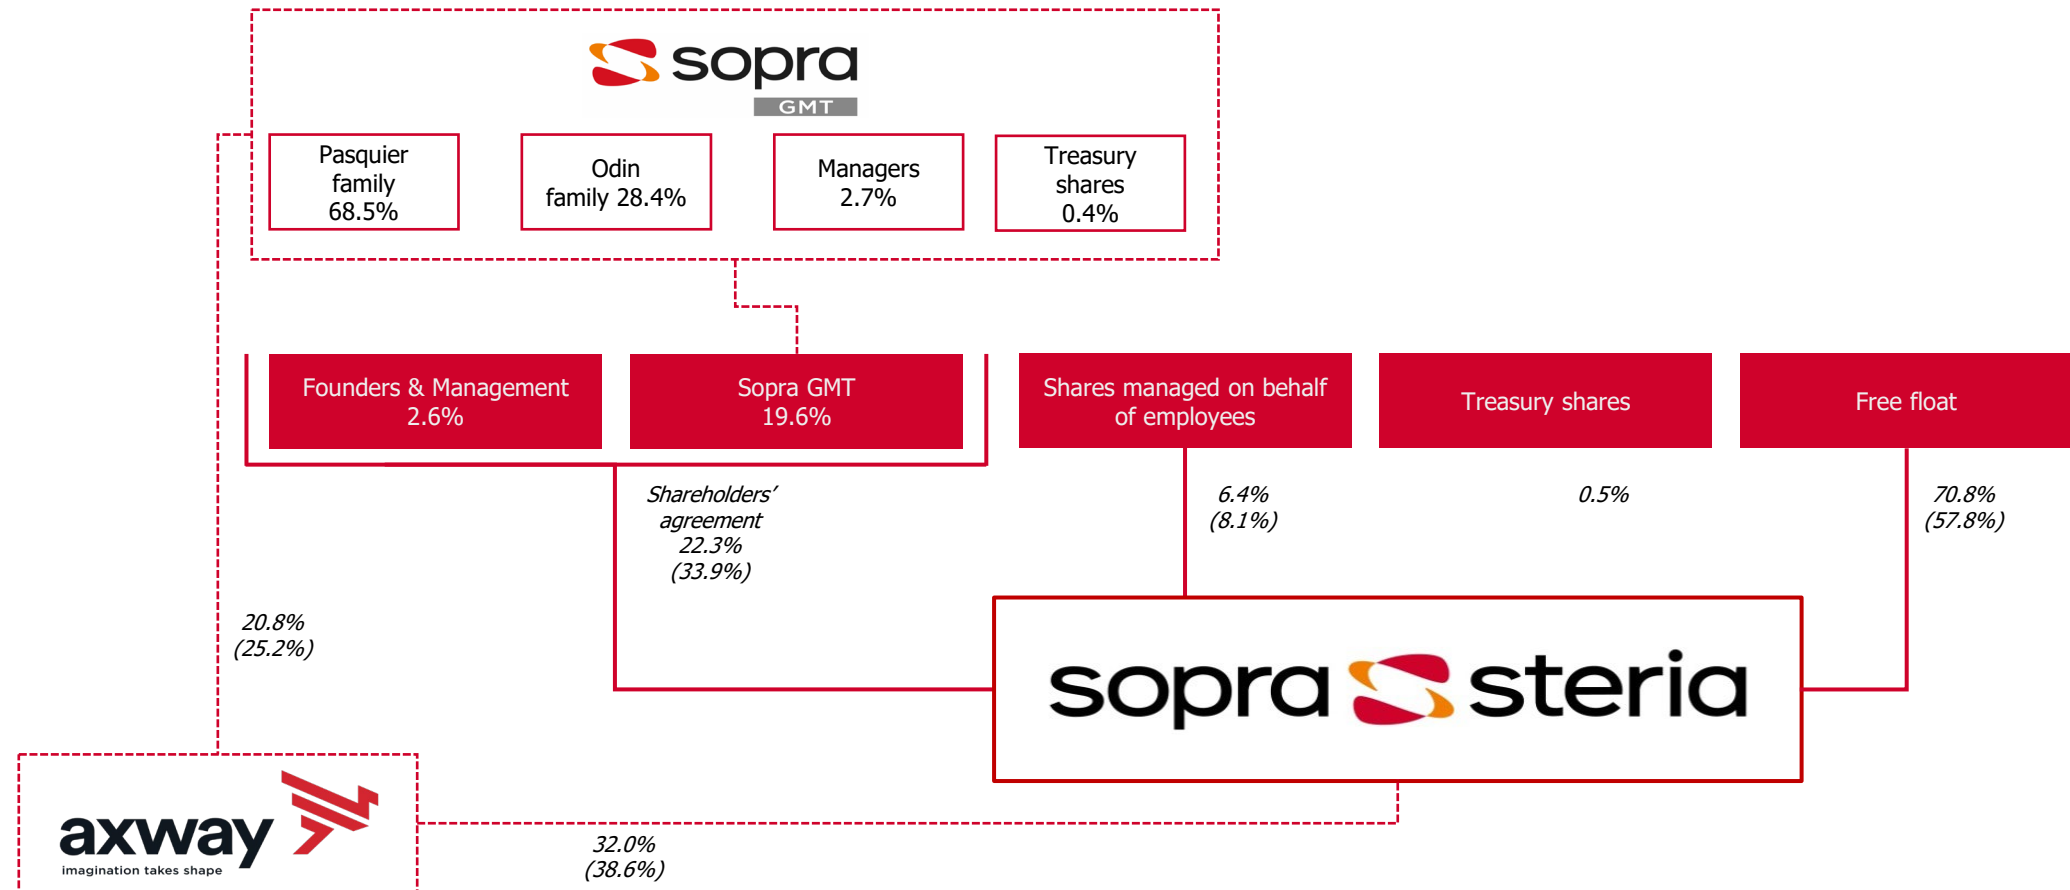 sopra
GMT
Pasquier
family
68.5%
Odin
family 28.4%
Managers
2.7%
Treasury
shares
0.4%
Founders & Management
2.6%
Sopra GMT
19.6%
Shares managed on behalf
of employees
Treasury shares
Free float
Shareholders’
agreement
22.3%
(33.9%)
6.4%
(8.1%)
0.5%
70.8%
(57.8%)
20.8%
(25.2%)
sopra steria
axway
imagination takes shape
32.0%
(38.6%)